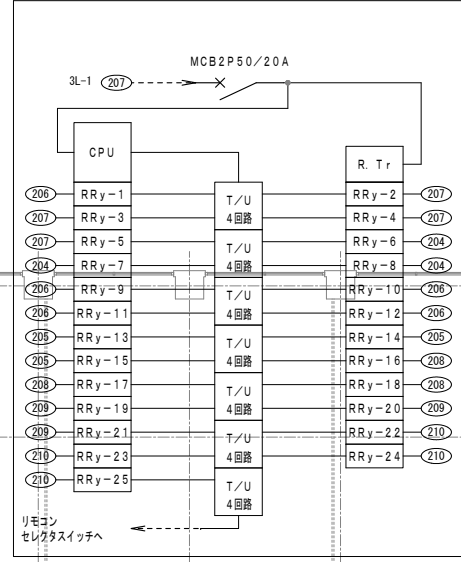 MCB2P50/20A
3L-1 207
CPU
R.Tr
206 RRy-1 T/U RRy-2 207
207 RRy-3 4回路 RRy-4 207
207 RRy-5 T/U RRy-6 204
204 RRy-7 4回路 RRy-8 204
206 RRy-9 T/U RRy-10 206
206 RRy-11 4回路 RRy-12 206
205 RRy-13 T/U RRy-14 205
205 RRy-15 4回路 RRy-16 208
208 RRy-17 T/U RRy-18 208
209 RRy-19 4回路 RRy-20 209
209 RRy-21 T/U RRy-22 210
210 RRy-23 4回路 RRy-24 210
210 RRy-25 T/U
4回路
リモコン
セレクタスイッチへ